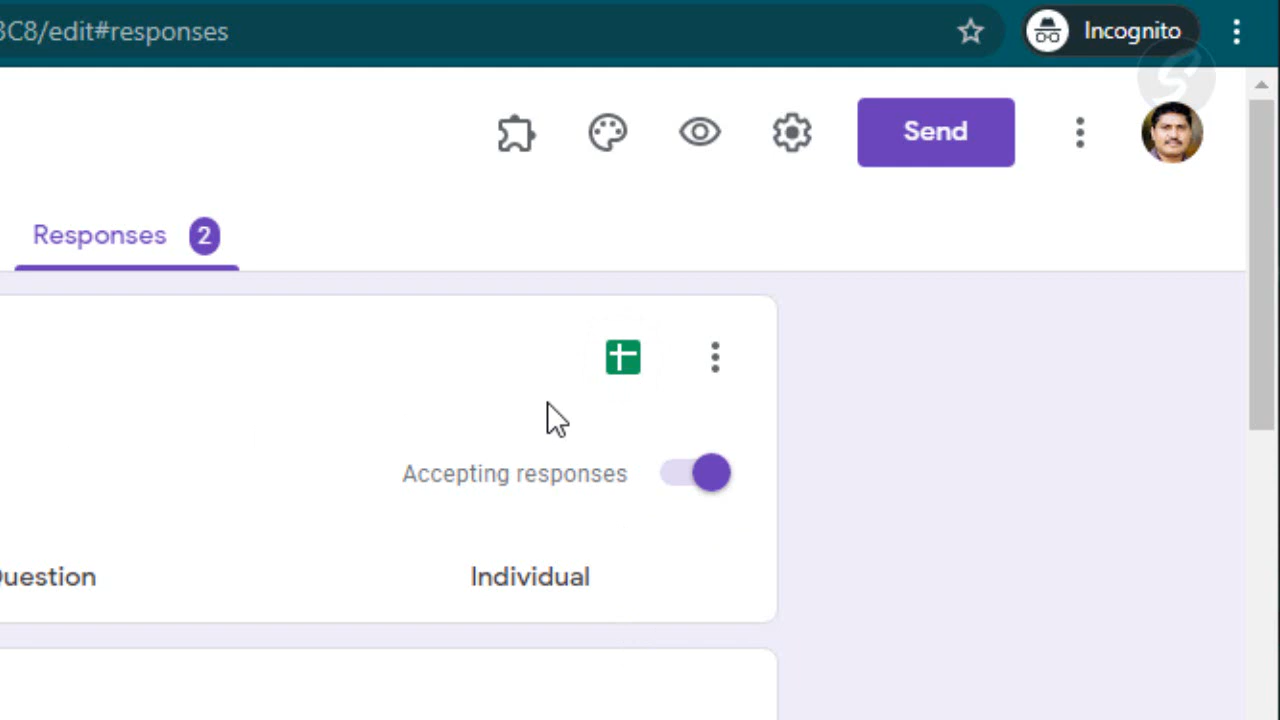 3C8/edit#responses
Incognito
Send
Responses 2
Accepting responses
Question Individual